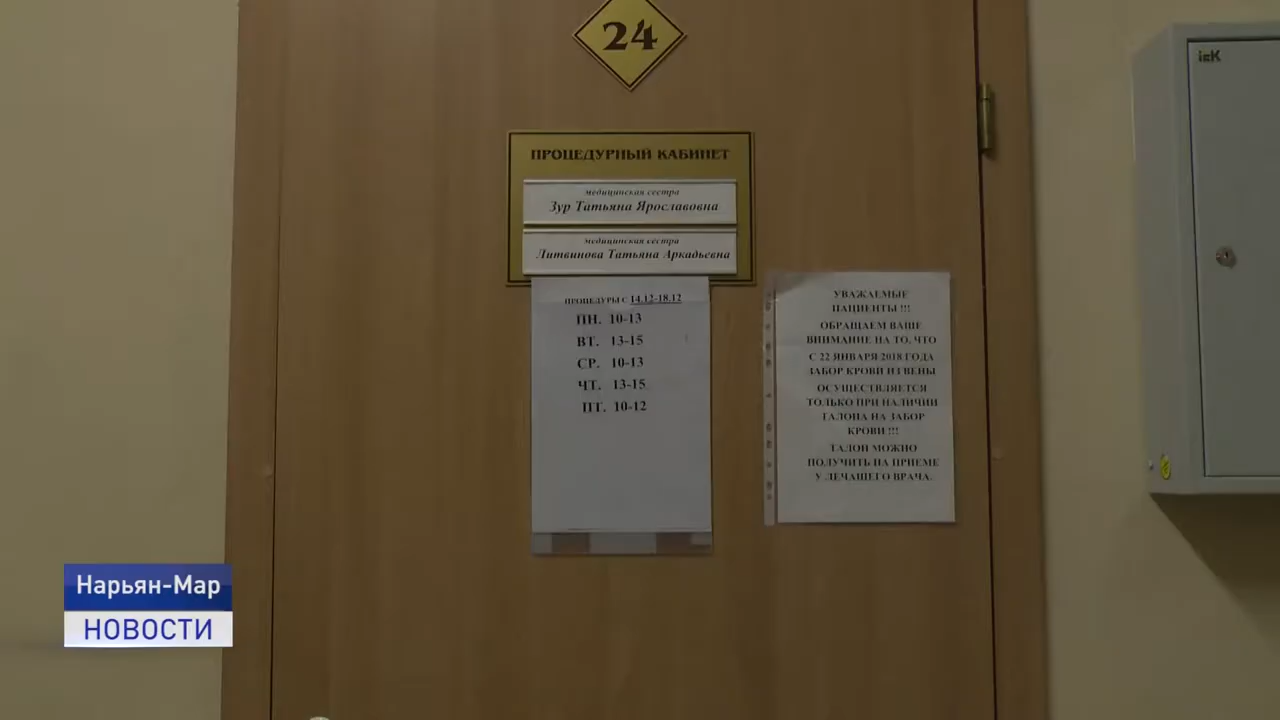 24
ПРОЦЕДУРНЫЙ КАБИНЕТ
медицинская сестра
Зур Татьяна Ярославовна
медицинская сестра
Литвинова Татьяна Аркадьевна
ПРОЦЕДУРЫ С 14.12-18.12
ПН. 10-13
ВТ. 13-15
СР. 10-13
ЧТ. 13-15
ПТ. 10-12
УВАЖАЕМЫЕ
ПАЦИЕНТЫ !!!
ОБРАЩАЕМ ВАШЕ
ВНИМАНИЕ НА ТО, ЧТО
С 22 ЯНВАРЯ 2018 ГОДА
ЗАБОР КРОВИ ИЗ ВЕНЫ
ОСУЩЕСТВЛЯЕТСЯ
ТОЛЬКО ПРИ НАЛИЧИИ
ТАЛОНА НА ЗАБОР
КРОВИ !!!
ТАЛОН МОЖНО
ПОЛУЧИТЬ НА ПРИЕМЕ
У ЛЕЧАЩЕГО ВРАЧА.
iEK
Нарьян-Мар
НОВОСТИ